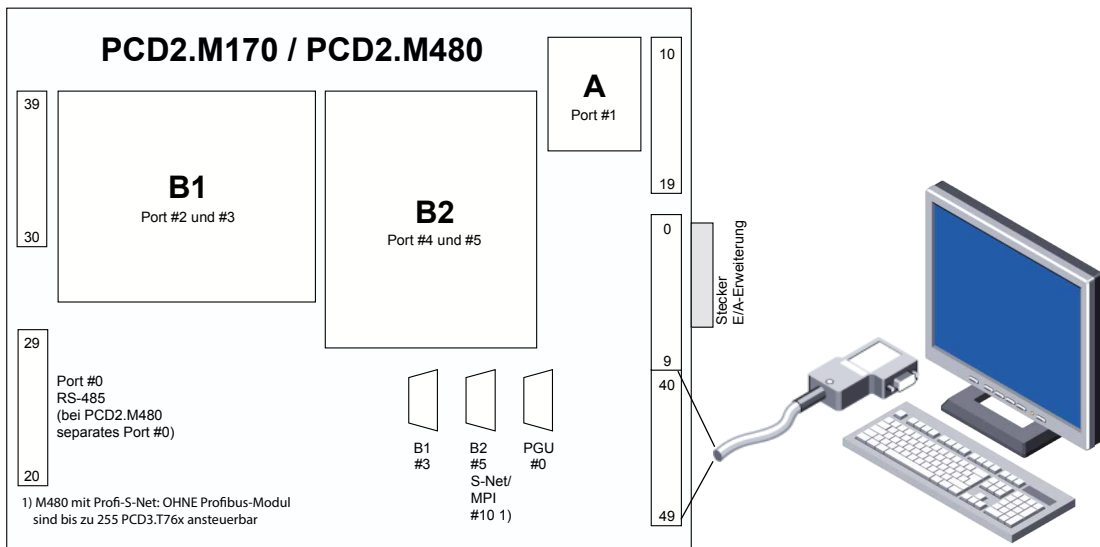 PCD2.M170 / PCD2.M480
A
Port #1
10
19
39
30
B1
Port #2 und #3
B2
Port #4 und #5
0
9
Stecker
E/A-Erweiterung
29
20
Port #0
RS-485
(bei PCD2.M480
separates Port #0)
B1
#3
B2
#5
S-Net/
MPI
#10 1)
PGU
#0
40
49
1) M480 mit Profi-S-Net: OHNE Profibus-Modul
sind bis zu 255 PCD3.T76x ansteuerbar